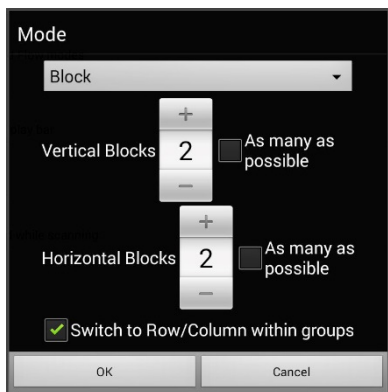 Mode
Block
+
Vertical Blocks 2 As many as
possible
−
+
Horizontal Blocks 2 As many as
possible
−
Switch to Row/Column within groups
OK Cancel